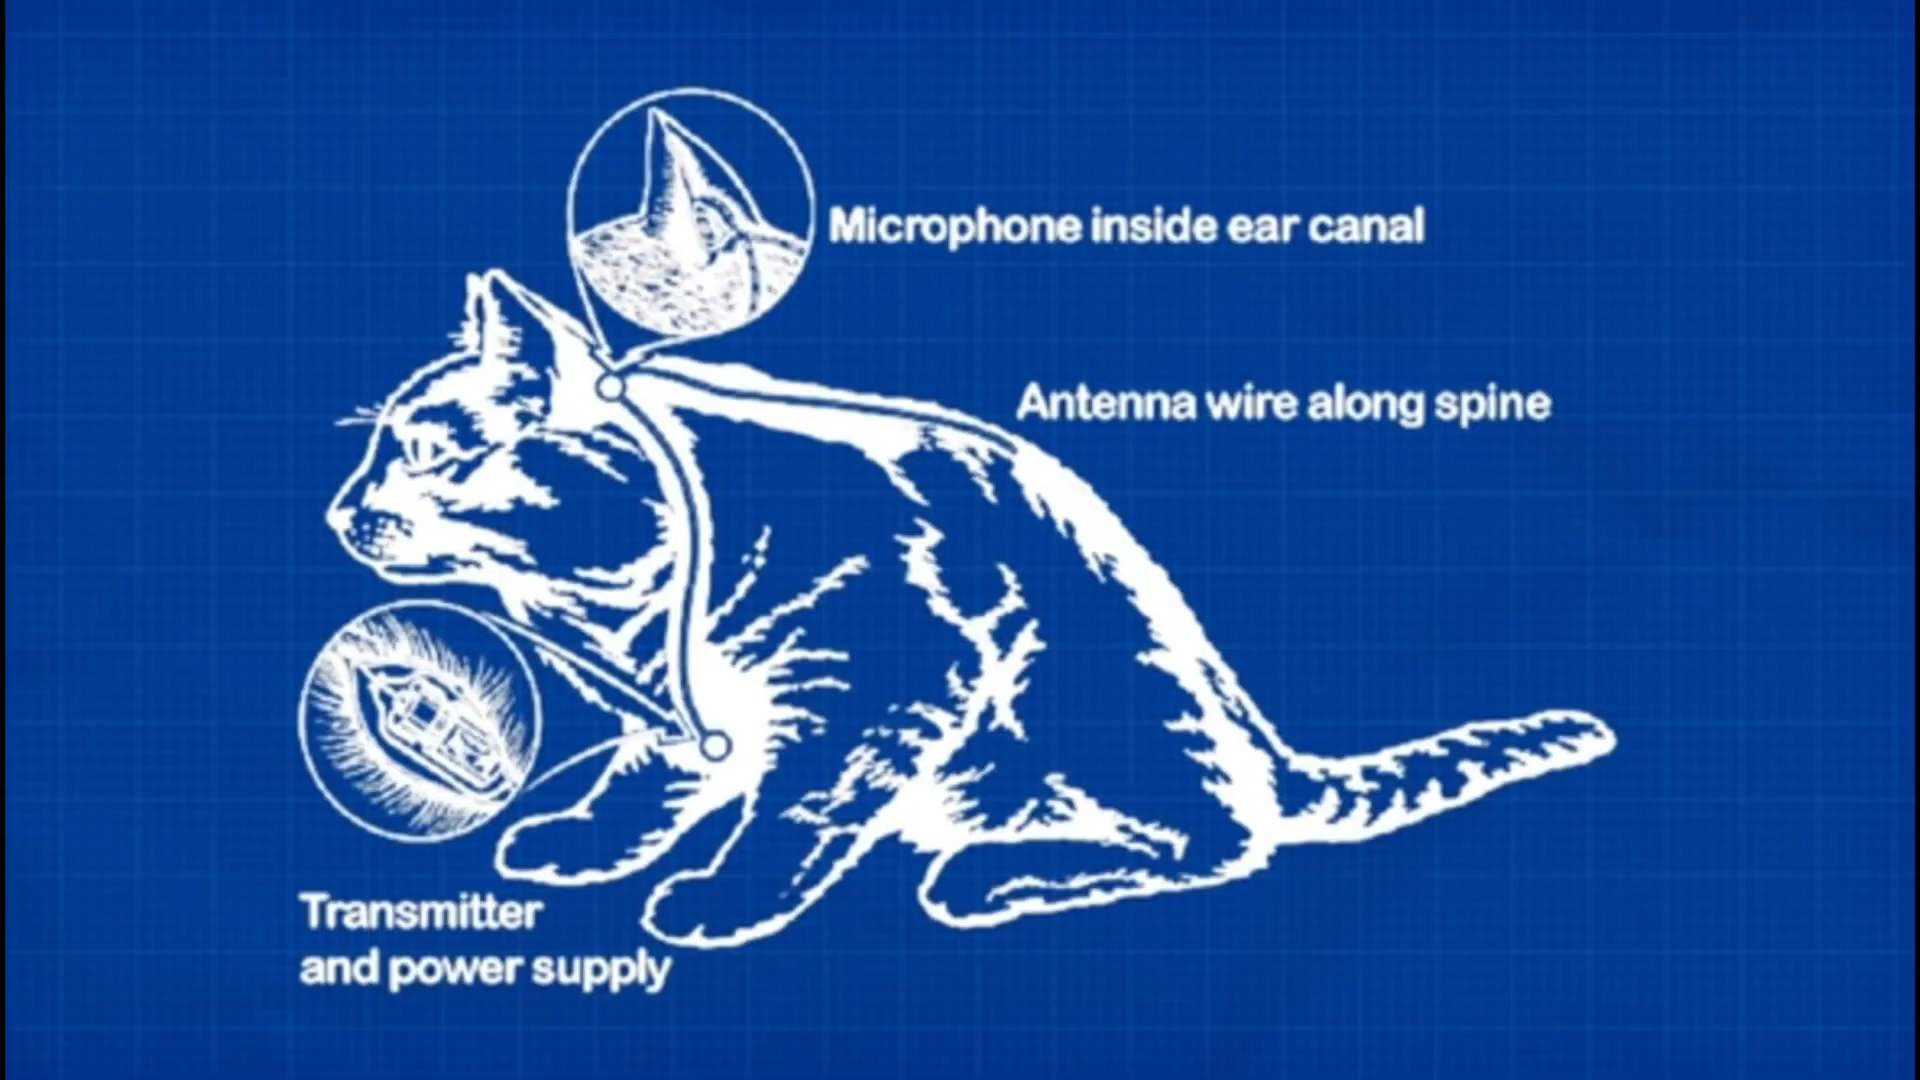 Microphone inside ear canal
Antenna wire along spine
Transmitter
and power supply